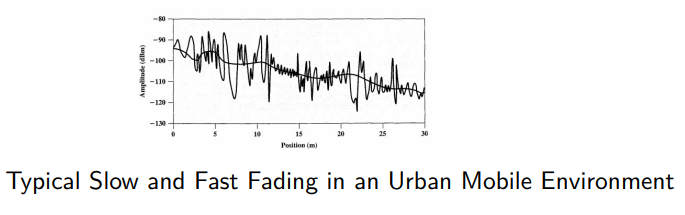 −80
−90
−100
−110
−120
−130
Amplitude (dBm)
0 5 10 15 20 25 30
Position (m)
Typical Slow and Fast Fading in an Urban Mobile Environment